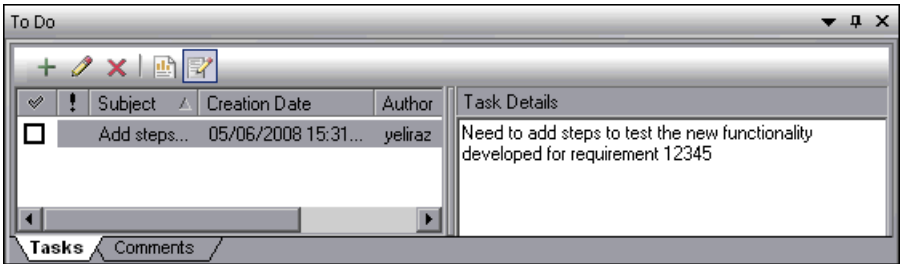 To Do
Subject Creation Date Author Task Details
Add steps... 05/06/2008 15:31... yeliraz
Need to add steps to test the new functionality
developed for requirement 12345
Tasks Comments